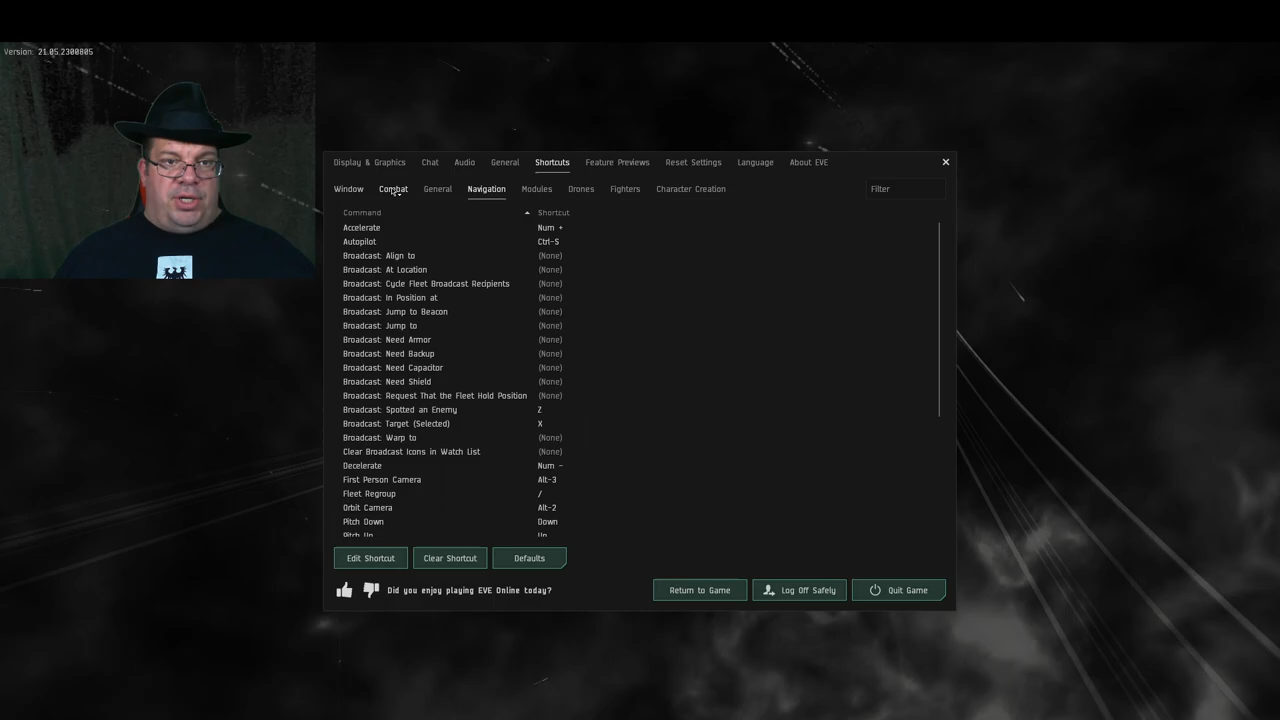 Version: 21.05.2300805
Display & Graphics Chat Audio General Shortcuts Feature Previews Reset Settings Language About EVE
Window Combat General Navigation Modules Drones Fighters Character Creation Filter
Command Shortcut
Accelerate Num +
Autopilot Ctrl-S
Broadcast: Align to (None)
Broadcast: At Location (None)
Broadcast: Cycle Fleet Broadcast Recipients (None)
Broadcast: In Position at (None)
Broadcast: Jump to Beacon (None)
Broadcast: Jump to (None)
Broadcast: Need Armor (None)
Broadcast: Need Backup (None)
Broadcast: Need Capacitor (None)
Broadcast: Need Shield (None)
Broadcast: Request That the Fleet Hold Position (None)
Broadcast: Spotted an Enemy Z
Broadcast: Target (Selected) X
Broadcast: Warp to (None)
Clear Broadcast Icons in Watch List (None)
Decelerate Num -
First Person Camera Alt-3
Fleet Regroup /
Orbit Camera Alt-2
Pitch Down Down
Pitch Up Up
Edit Shortcut Clear Shortcut Defaults
Did you enjoy playing EVE Online today? Return to Game Log Off Safely Quit Game